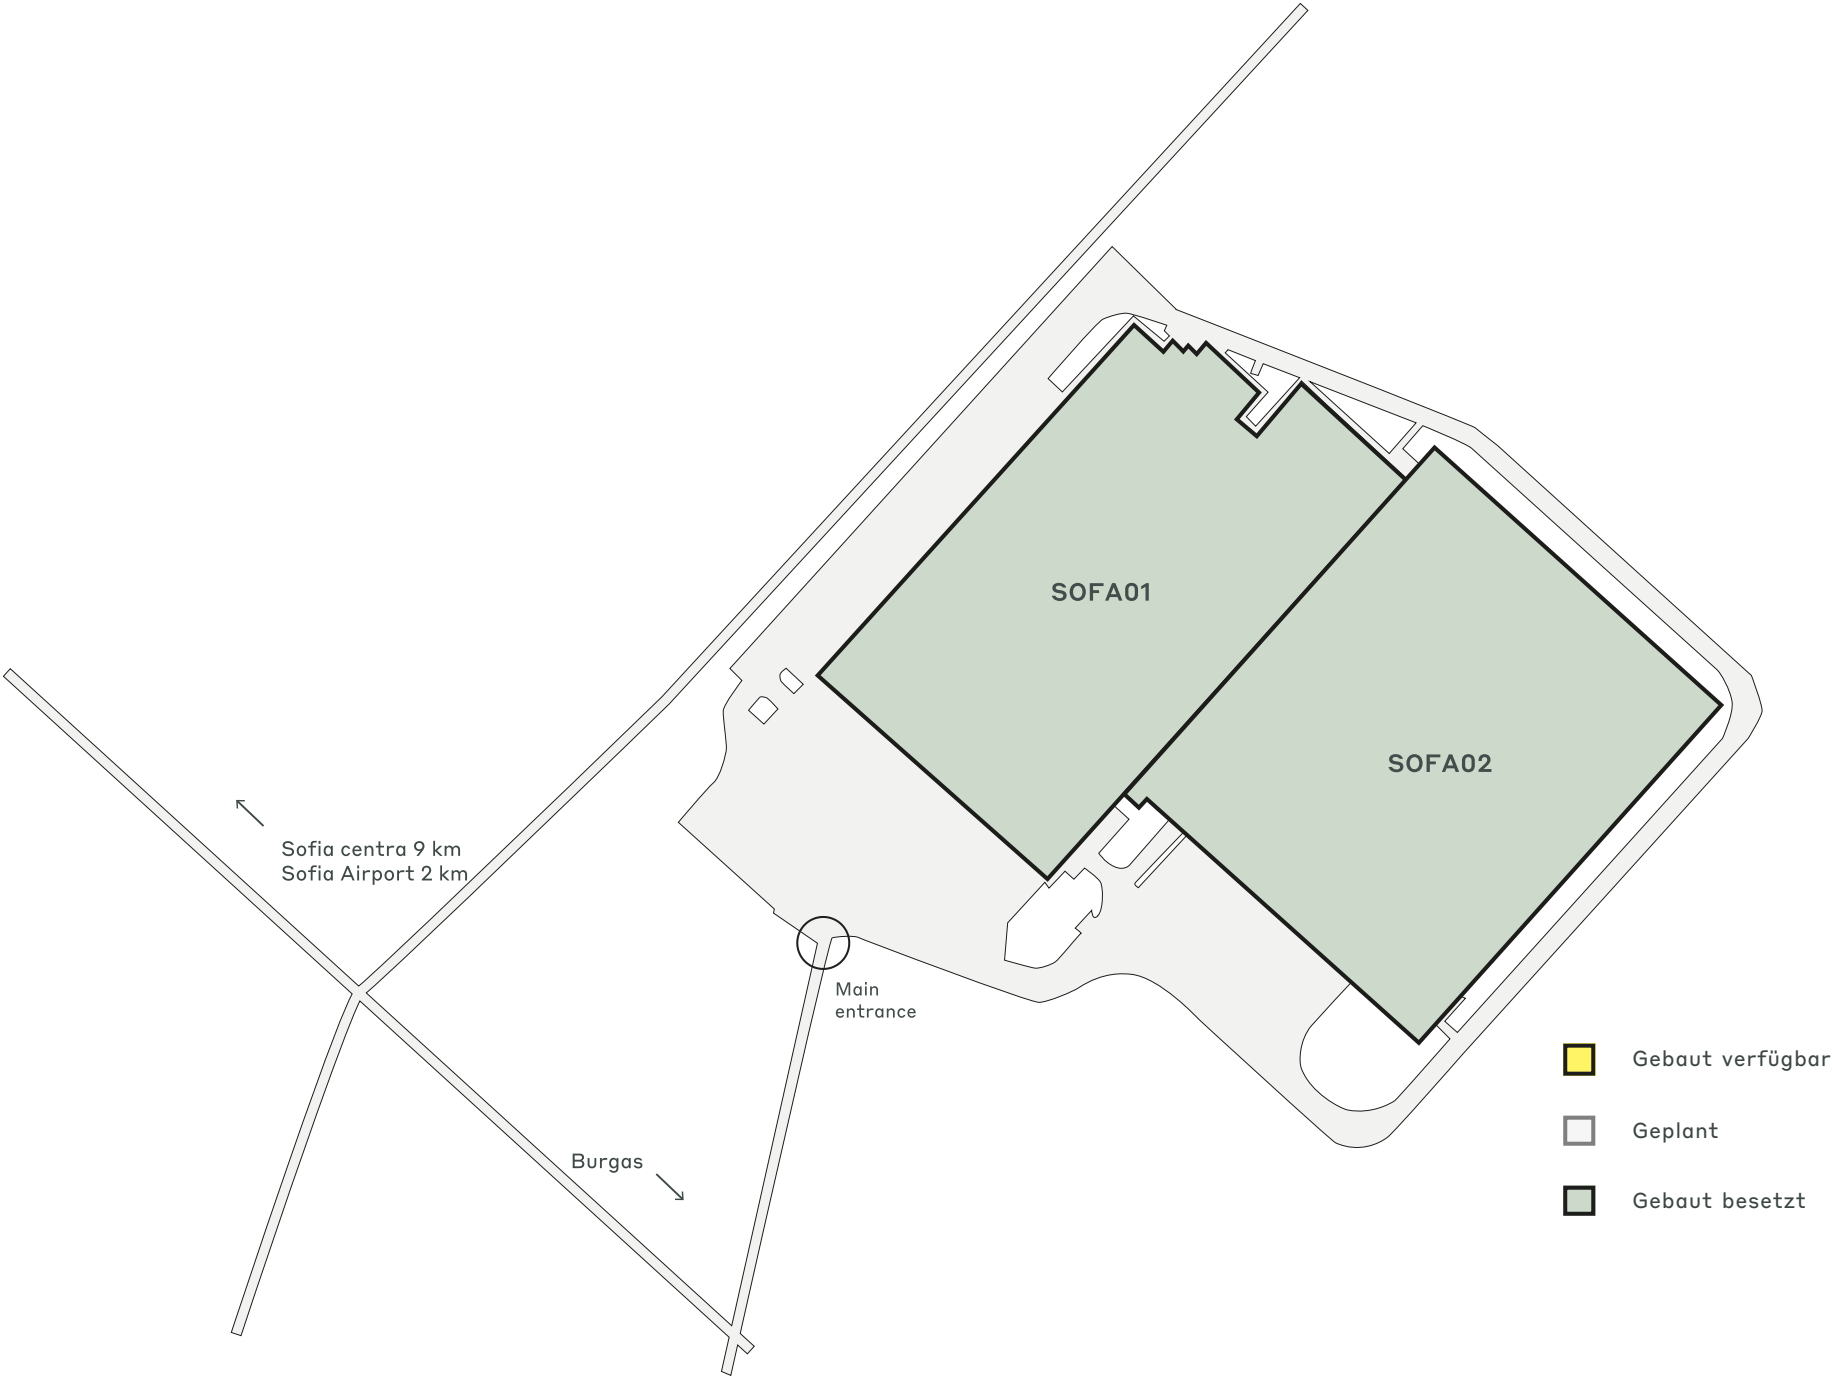 SOFA01
SOFA02
Sofia centra 9 km
Sofia Airport 2 km
Main
entrance
Burgas
Gebaut verfügbar
Geplant
Gebaut besetzt